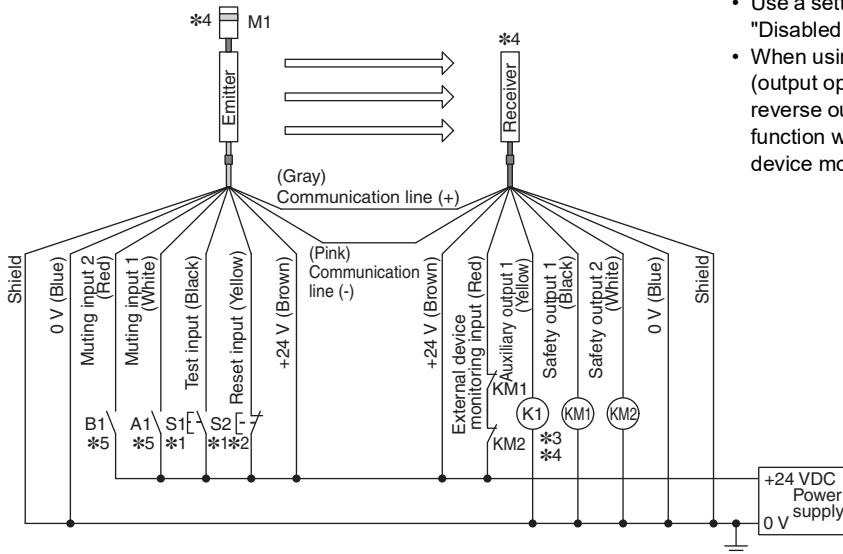 ✱4
M1
Emitter
✱4
Receiver
• Use a sett
"Disabled
• When usin
(output op
reverse ou
function w
device mo
(Gray)
Communication line (+)
(Pink)
Communication
line (-)
Shield
0 V (Blue)
Muting input 2
(Red)
Muting input 1
(White)
Test input (Black)
Reset input (Yellow)
+24 V (Brown)
+24 V (Brown)
External device
monitoring input (Red)
Auxiliary output 1
(Yellow)
Safety output 1
(Black)
Safety output 2
(White)
0 V (Blue)
Shield
B1
✱5
A1
✱5
S1
✱1
S2
✱1✱2
KM1
KM2
K1
✱3
✱4
KM1
KM2
+24 VDC
Power
supply
0 V